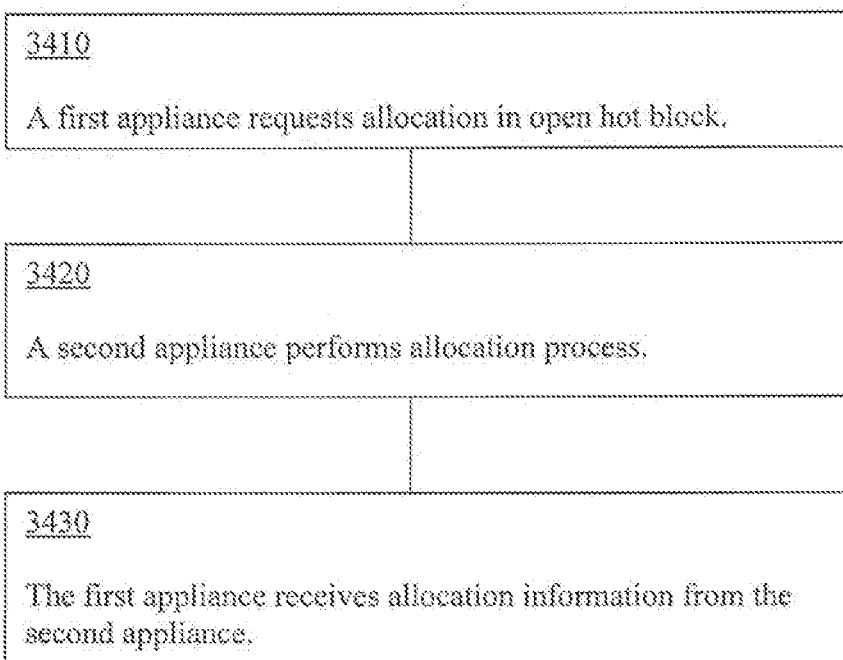 3410
A first appliance requests allocation in open hot block.
3420
A second appliance performs allocation process.
3430
The first appliance receives allocation information from the
second appliance.